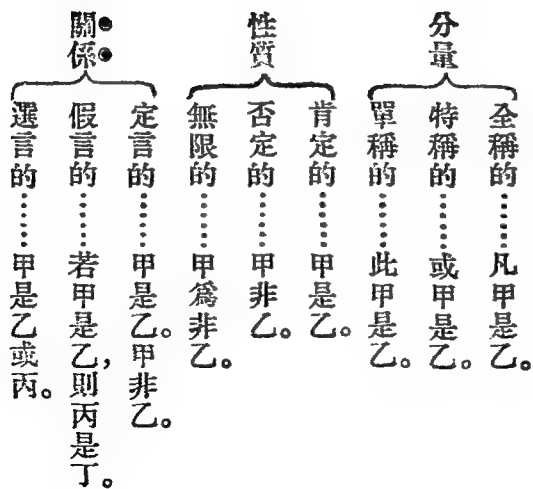 分量
全稱的……凡甲是乙。
特稱的……或甲是乙。
單稱的……此甲是乙。
性質
肯定的……甲是乙。
否定的……甲非乙。
無限的……甲爲非乙。
關係
定言的……甲是乙。甲非乙。
假言的……若甲是乙,則丙是丁。
選言的……甲是乙或丙。